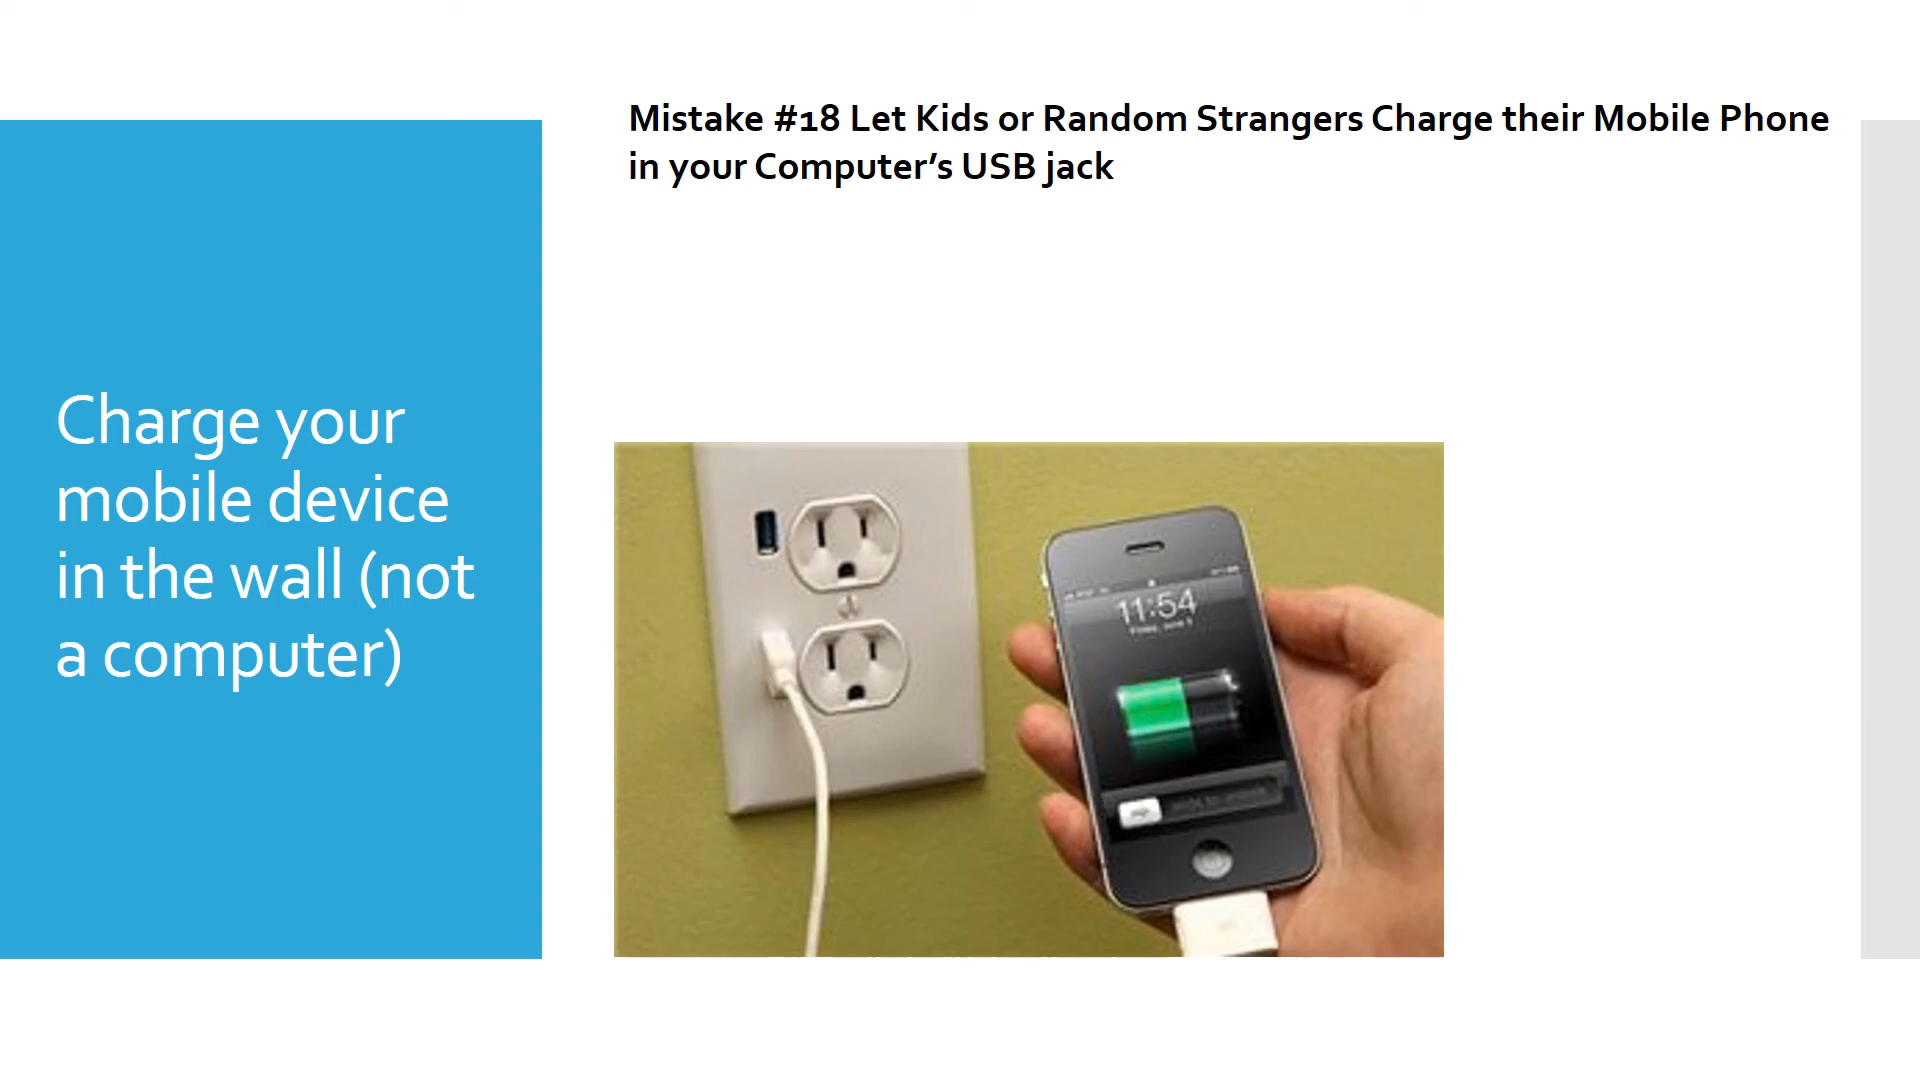 Mistake #18 Let Kids or Random Strangers Charge their Mobile Phone
in your Computer’s USB jack
Charge your
mobile device
in the wall (not
a computer)
11:54